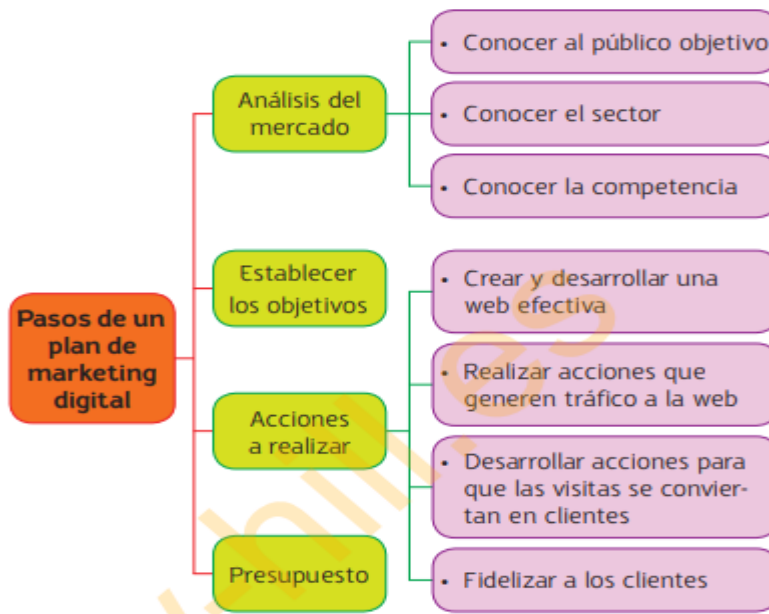 Pasos de un
plan de
marketing
digital
Análisis del
mercado
• Conocer al público objetivo
• Conocer el sector
• Conocer la competencia
Establecer
los objetivos
Acciones
a realizar
• Crear y desarrollar una
web efectiva
• Realizar acciones que
generen tráfico a la web
• Desarrollar acciones para
que las visitas se convier-
tan en clientes
• Fidelizar a los clientes
Presupuesto
hill.es